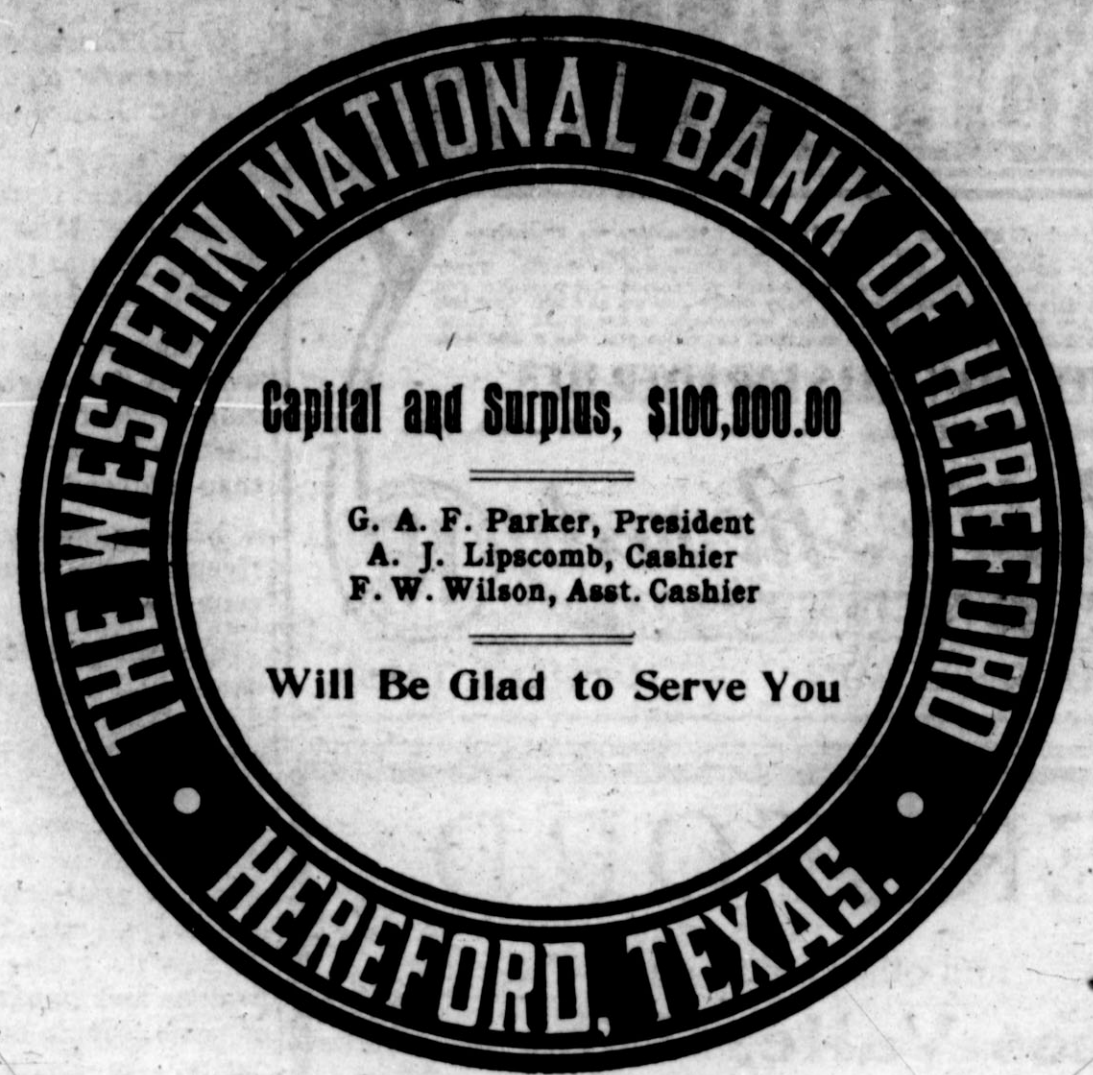 THE WESTERN NATIONAL BANK OF HEREFORD
Capital and Surplus, $100,000.00
G. A. F. Parker, President
A. J. Lipscomb, Cashier
F. W. Wilson, Asst. Cashier
Will Be Glad to Serve You
HEREFORD, TEXAS.